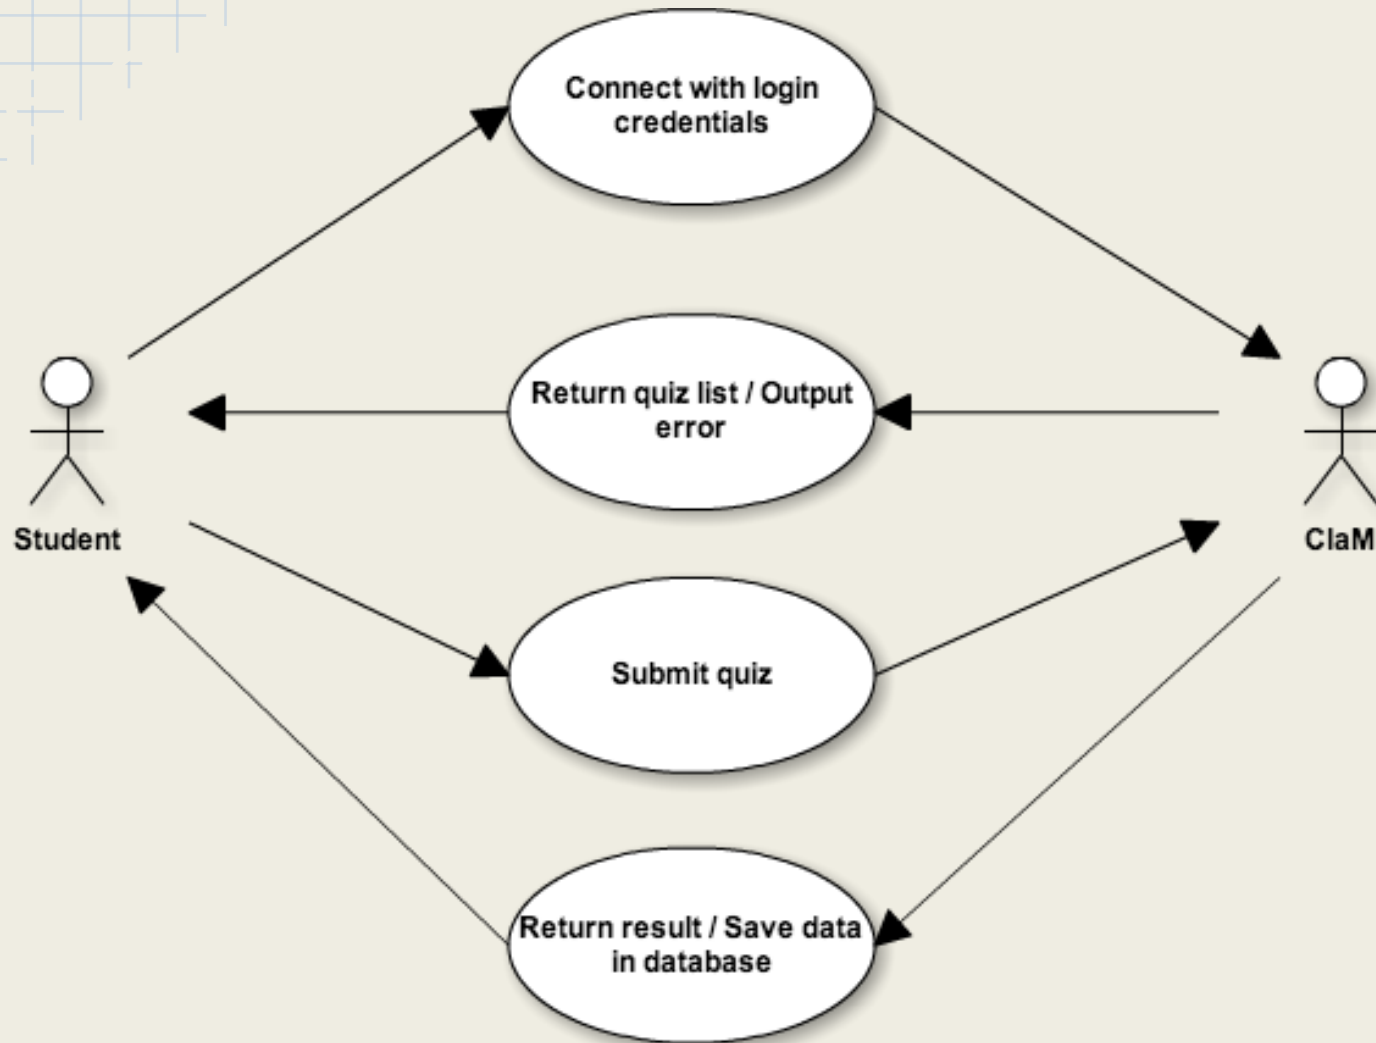 Connect with login
credentials
Return quiz list / Output
error
Student
ClaM
Submit quiz
Return result / Save data
in database